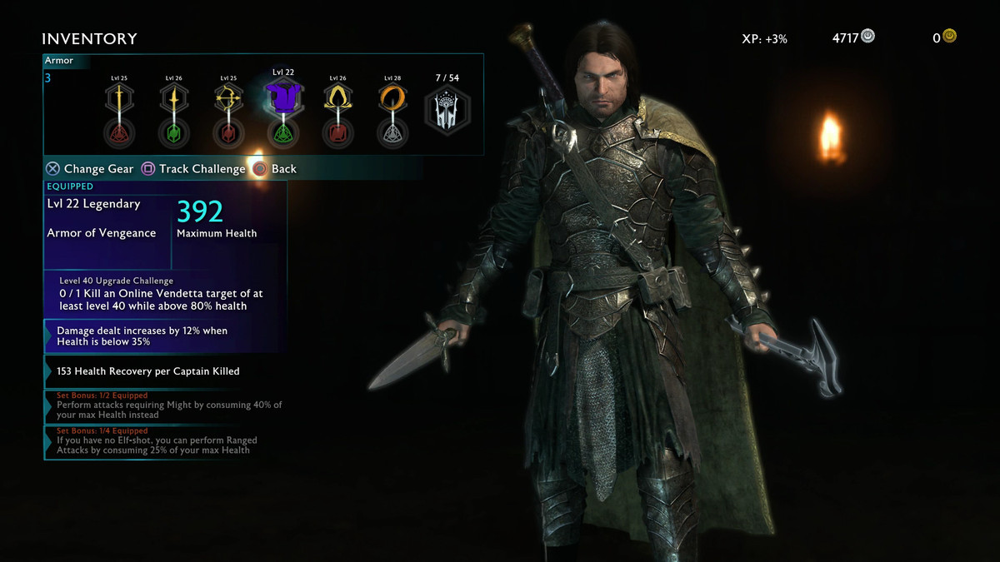 INVENTORY
XP: +3%
4717
0
Armor
3
Lvl 25
Lvl 26
Lvl 25
Lvl 22
Lvl 26
Lvl 28
7 / 54
Change Gear
Track Challenge
Back
EQUIPPED
Lvl 22 Legendary
392
Armor of Vengeance
Maximum Health
Level 40 Upgrade Challenge
0 / 1 Kill an Online Vendetta target of at
least level 40 while above 80% health
Damage dealt increases by 12% when
Health is below 35%
153 Health Recovery per Captain Killed
Set Bonus: 1/2 Equipped
Perform attacks requiring Might by consuming 40% of
your max Health instead
Set Bonus: 1/4 Equipped
If you have no Elf-shot, you can perform Ranged
Attacks by consuming 25% of your max Health